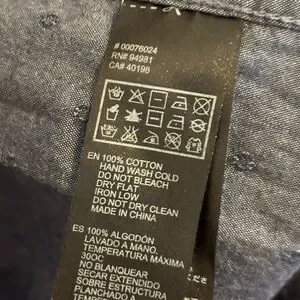 # 00076024
RN# 94981
CA# 40198
EN 100% COTTON
HAND WASH COLD
DO NOT BLEACH
DRY FLAT
IRON LOW
DO NOT DRY CLEAN
MADE IN CHINA
ES 100% ALGODÓN
LAVADO A MANO.
TEMPERATURA MÁXIMA
30OC
NO BLANQUEAR
SECAR EXTENDIDO
SOBRE ESTRUCTURA
PLANCHADO A